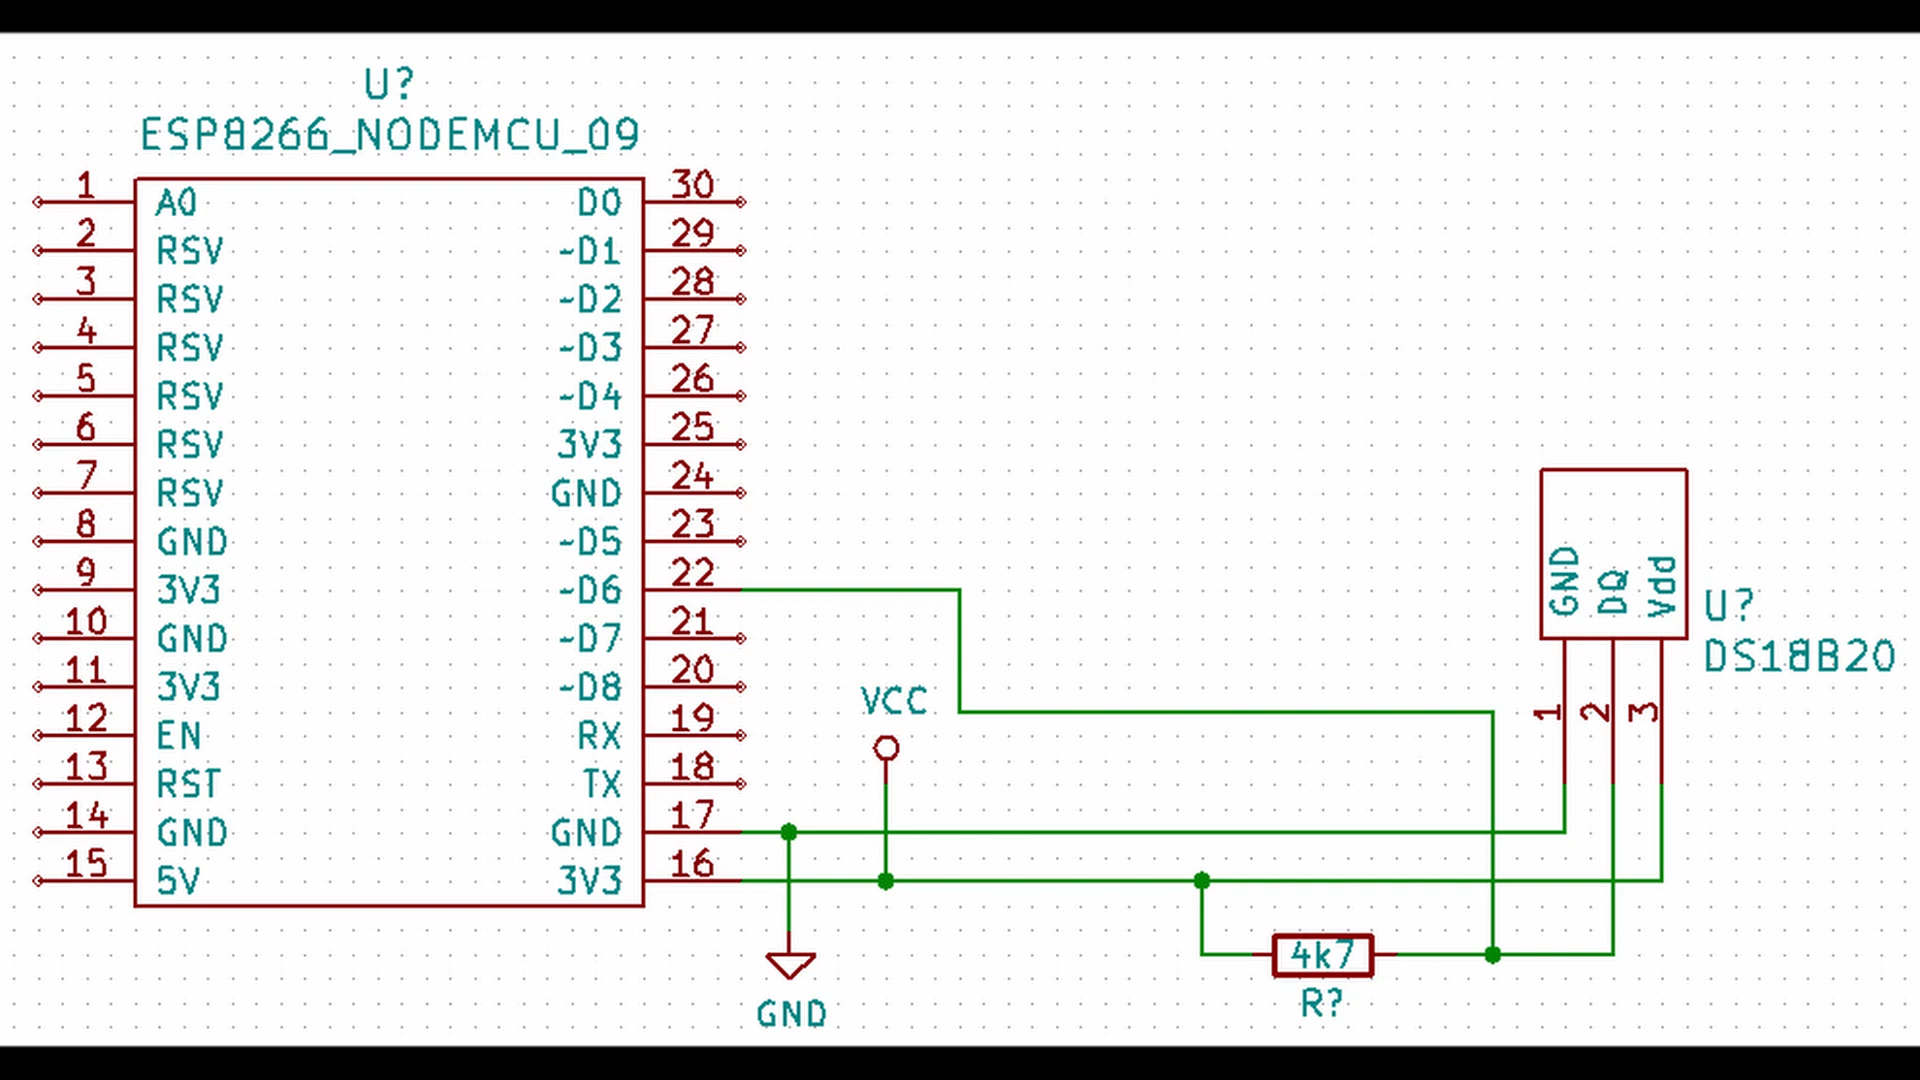 U?
ESP8266_NODEMCU_09
1 A0 D0 30
2 RSV ~D1 29
3 RSV ~D2 28
4 RSV ~D3 27
5 RSV ~D4 26
6 RSV 3V3 25
7 RSV GND 24
8 GND ~D5 23
9 3V3 ~D6 22
10 GND ~D7 21
11 3V3 ~D8 20
12 EN RX 19
13 RST TX 18
14 GND GND 17
15 5V 3V3 16
VCC
GND
GND DQ Vdd
1 2 3
U?
DS18B20
4k7
R?